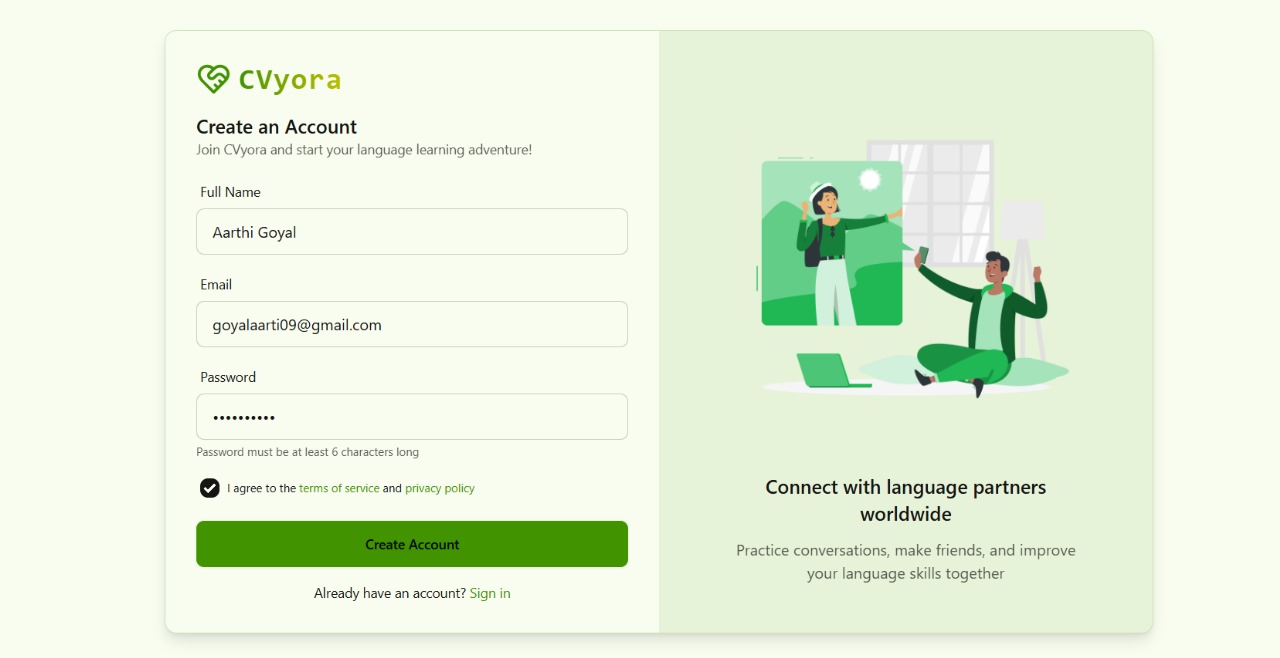 CVyora
Create an Account
Join CVyora and start your language learning adventure!
Full Name
Aarthi Goyal
Email
goyalaarti09@gmail.com
Password
••••••••••
Password must be at least 6 characters long
I agree to the terms of service and privacy policy
Create Account
Already have an account? Sign in
Connect with language partners
worldwide
Practice conversations, make friends, and improve
your language skills together